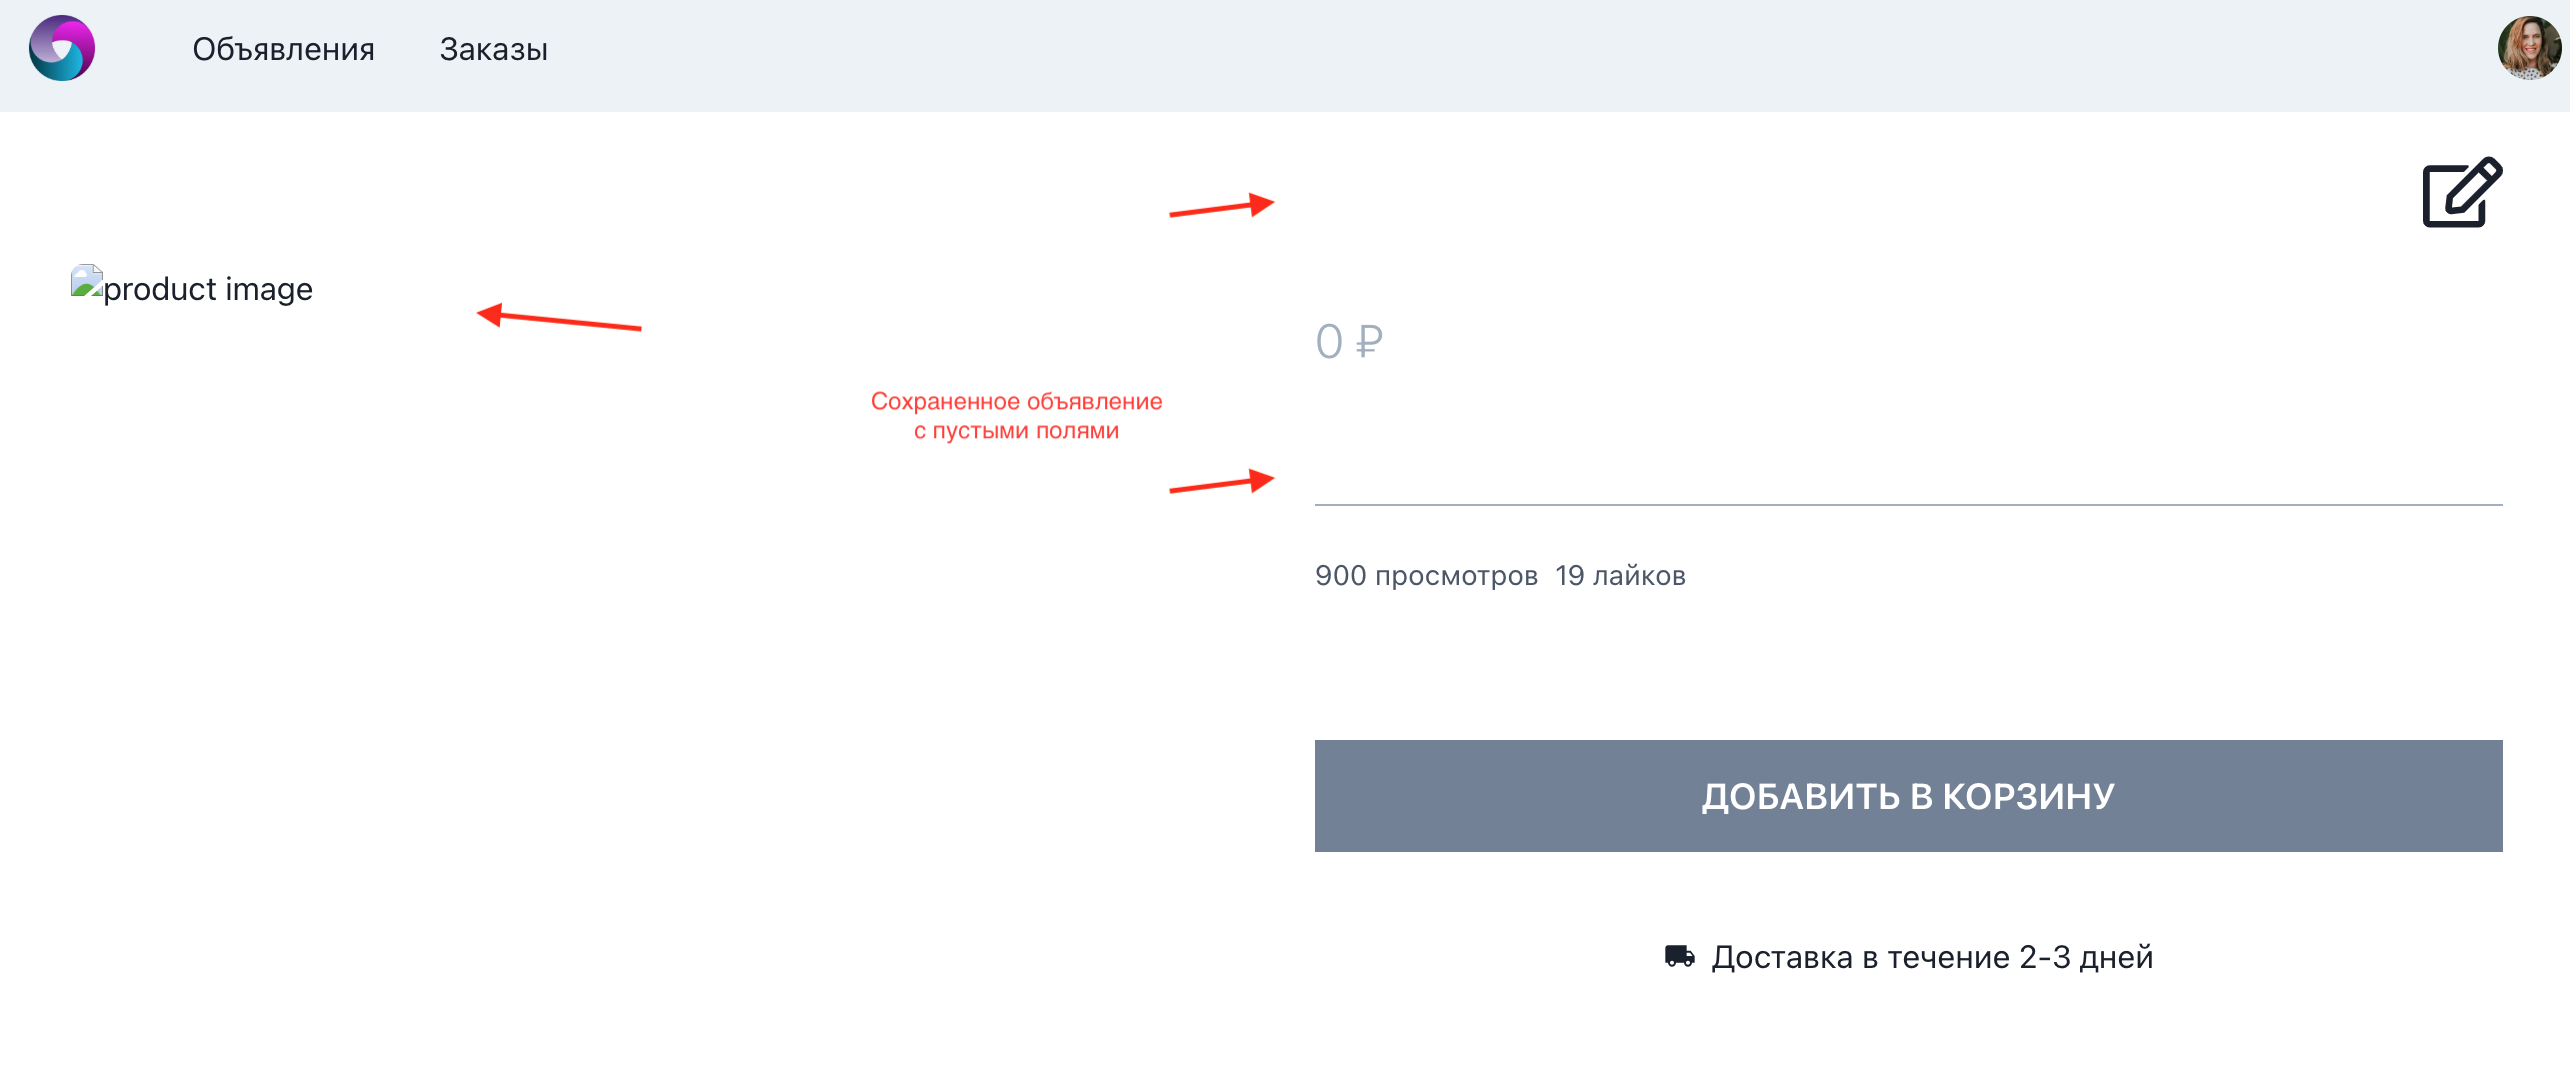 Объявления
Заказы
product image
0 ₽
Сохраненное объявление
с пустыми полями
900 просмотров 19 лайков
ДОБАВИТЬ В КОРЗИНУ
Доставка в течение 2-3 дней